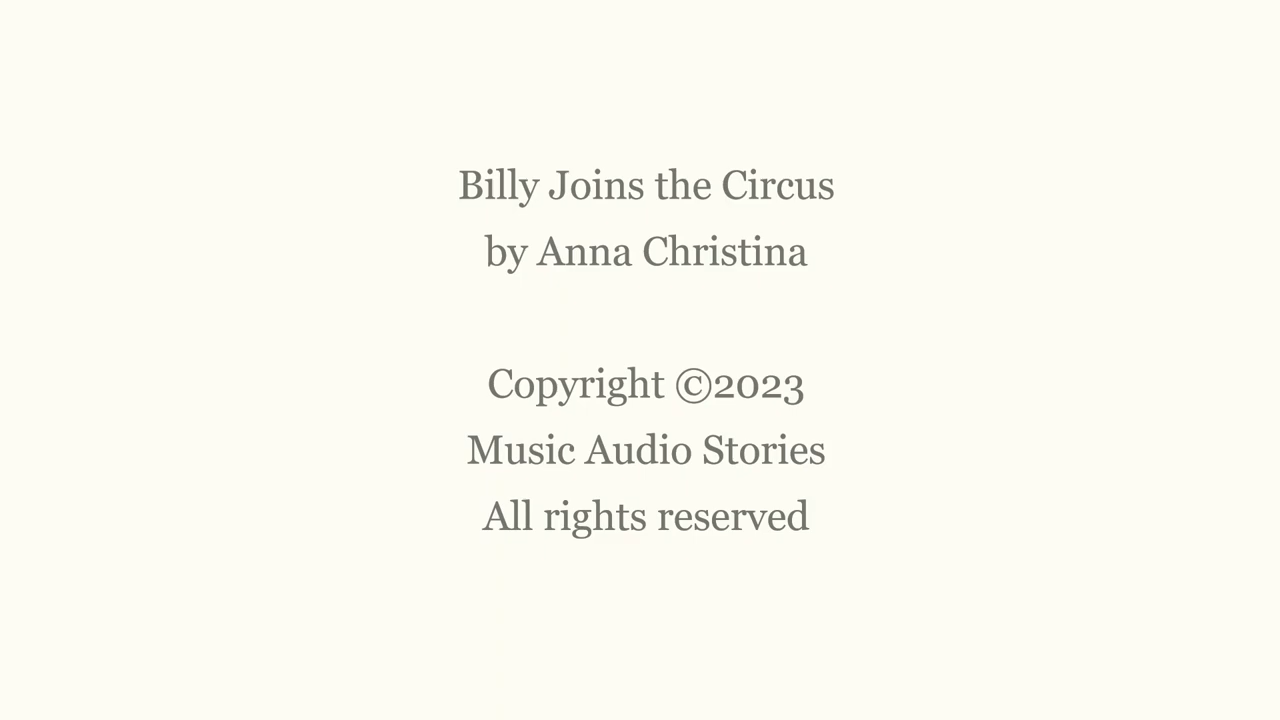 Billy Joins the Circus
by Anna Christina
Copyright ©2023
Music Audio Stories
All rights reserved